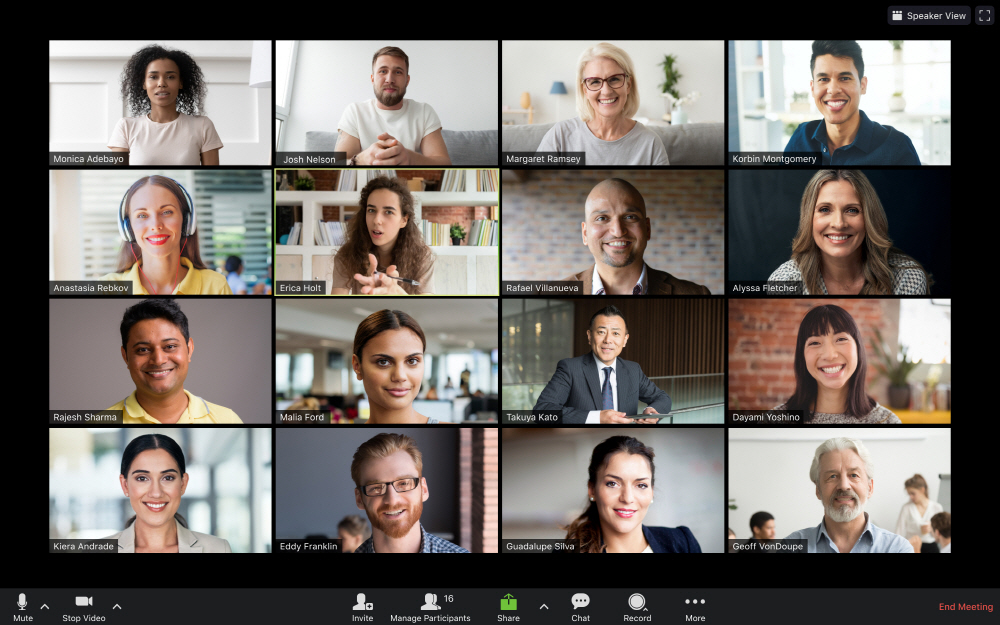 Speaker View
Monica Adebayo
Josh Nelson
Margaret Ramsey
Korbin Montgomery
Anastasia Rebkov
Erica Holt
Rafael Villanueva
Alyssa Fletcher
Rajesh Sharma
Malia Ford
Takuya Kato
Dayami Yoshino
Kiera Andrade
Eddy Franklin
Guadalupe Silva
Geoff VonDoupe
16
Mute
Stop Video
Invite
Manage Participants
Share
Chat
Record
More
End Meeting